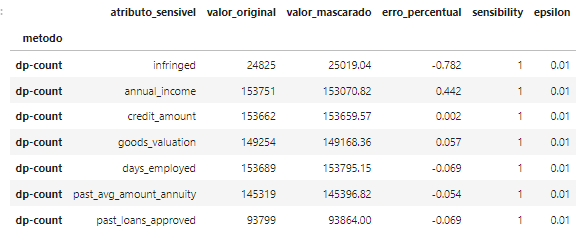 :
atributo_sensivel valor_original valor_mascarado erro_percentual sensibility epsilon
metodo
dp-count infringed 24825 25019.04 -0.782 1 0.01
dp-count annual_income 153751 153070.82 0.442 1 0.01
dp-count credit_amount 153662 153659.57 0.002 1 0.01
dp-count goods_valuation 149254 149168.36 0.057 1 0.01
dp-count days_employed 153689 153795.15 -0.069 1 0.01
dp-count past_avg_amount_annuity 145319 145396.82 -0.054 1 0.01
dp-count past_loans_approved 93799 93864.00 -0.069 1 0.01